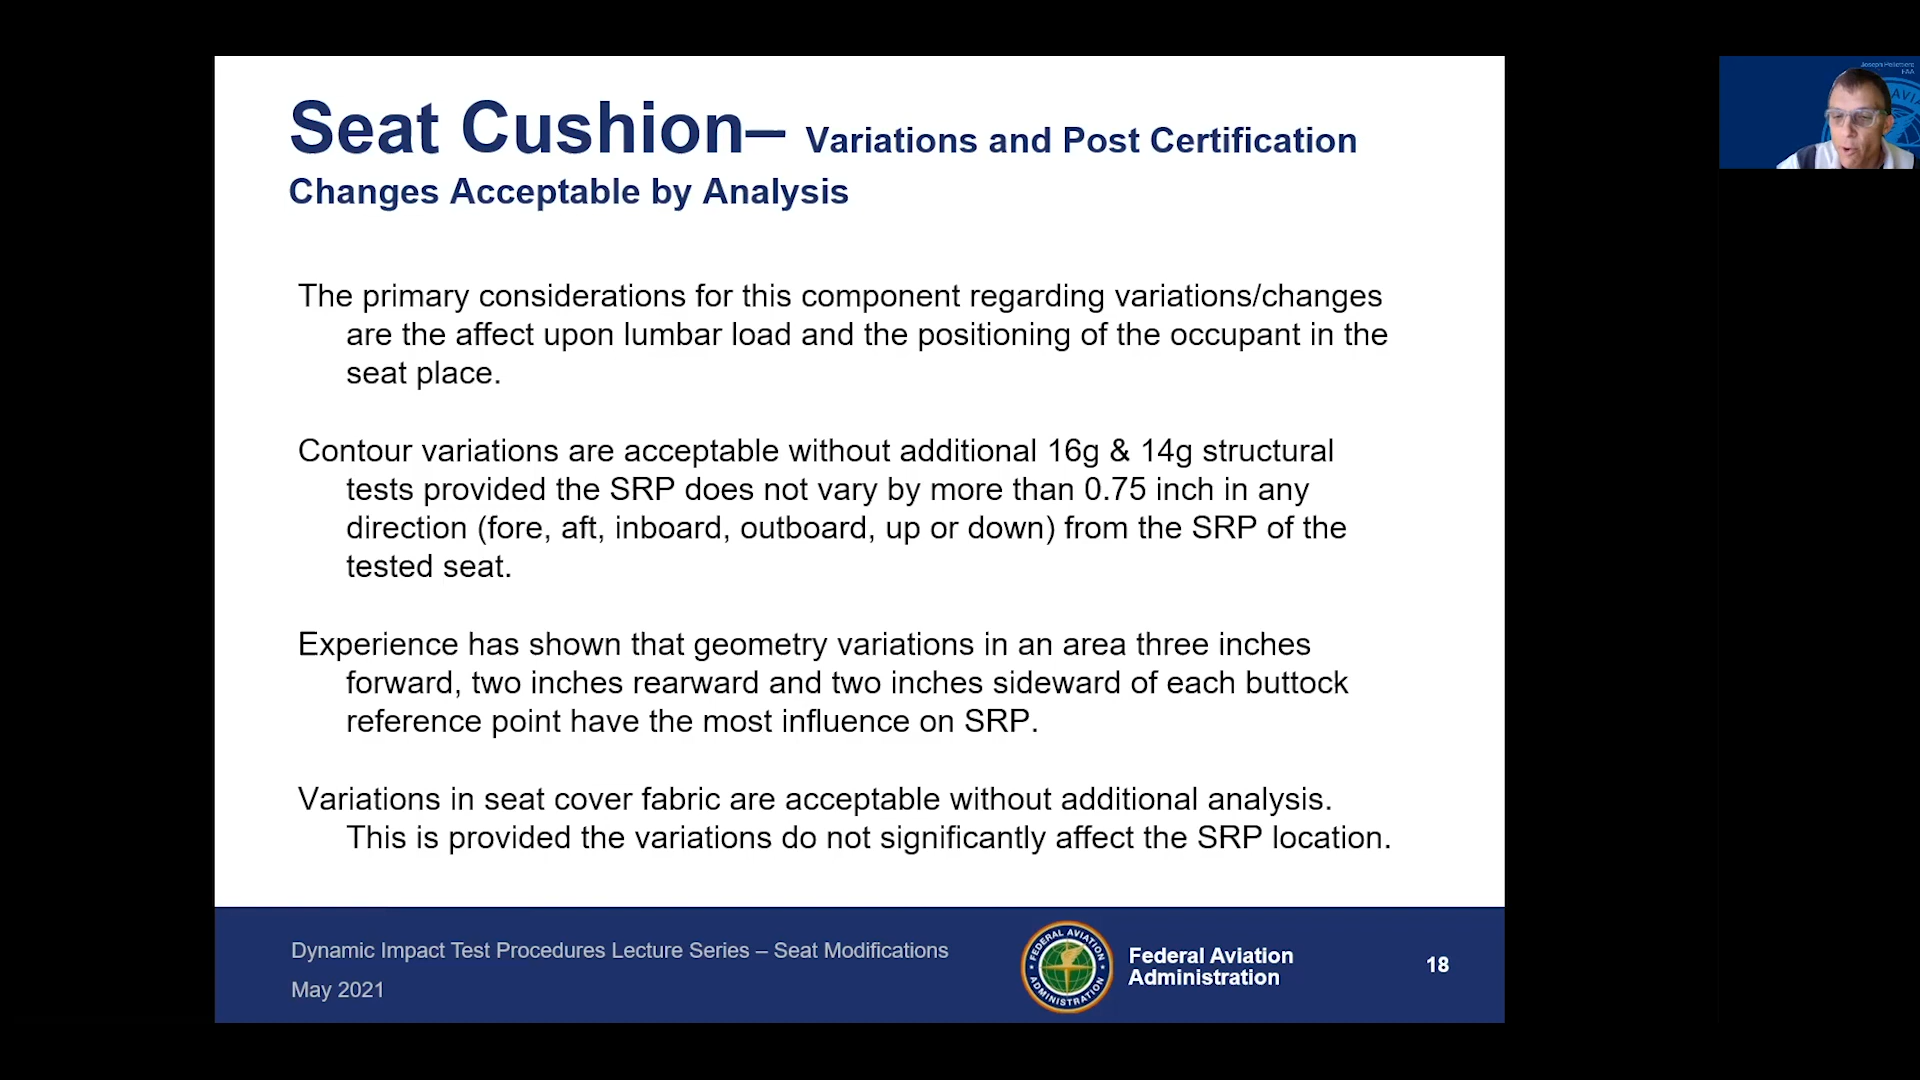 Seat Cushion– Variations and Post Certification
Changes Acceptable by Analysis
The primary considerations for this component regarding variations/changes
are the affect upon lumbar load and the positioning of the occupant in the
seat place.
Contour variations are acceptable without additional 16g & 14g structural
tests provided the SRP does not vary by more than 0.75 inch in any
direction (fore, aft, inboard, outboard, up or down) from the SRP of the
tested seat.
Experience has shown that geometry variations in an area three inches
forward, two inches rearward and two inches sideward of each buttock
reference point have the most influence on SRP.
Variations in seat cover fabric are acceptable without additional analysis.
This is provided the variations do not significantly affect the SRP location.
Dynamic Impact Test Procedures Lecture Series – Seat Modifications
May 2021
FEDERAL AVIATION
ADMINISTRATION
Federal Aviation
Administration
18
Joseph Pelletiere
FAA
AVIA